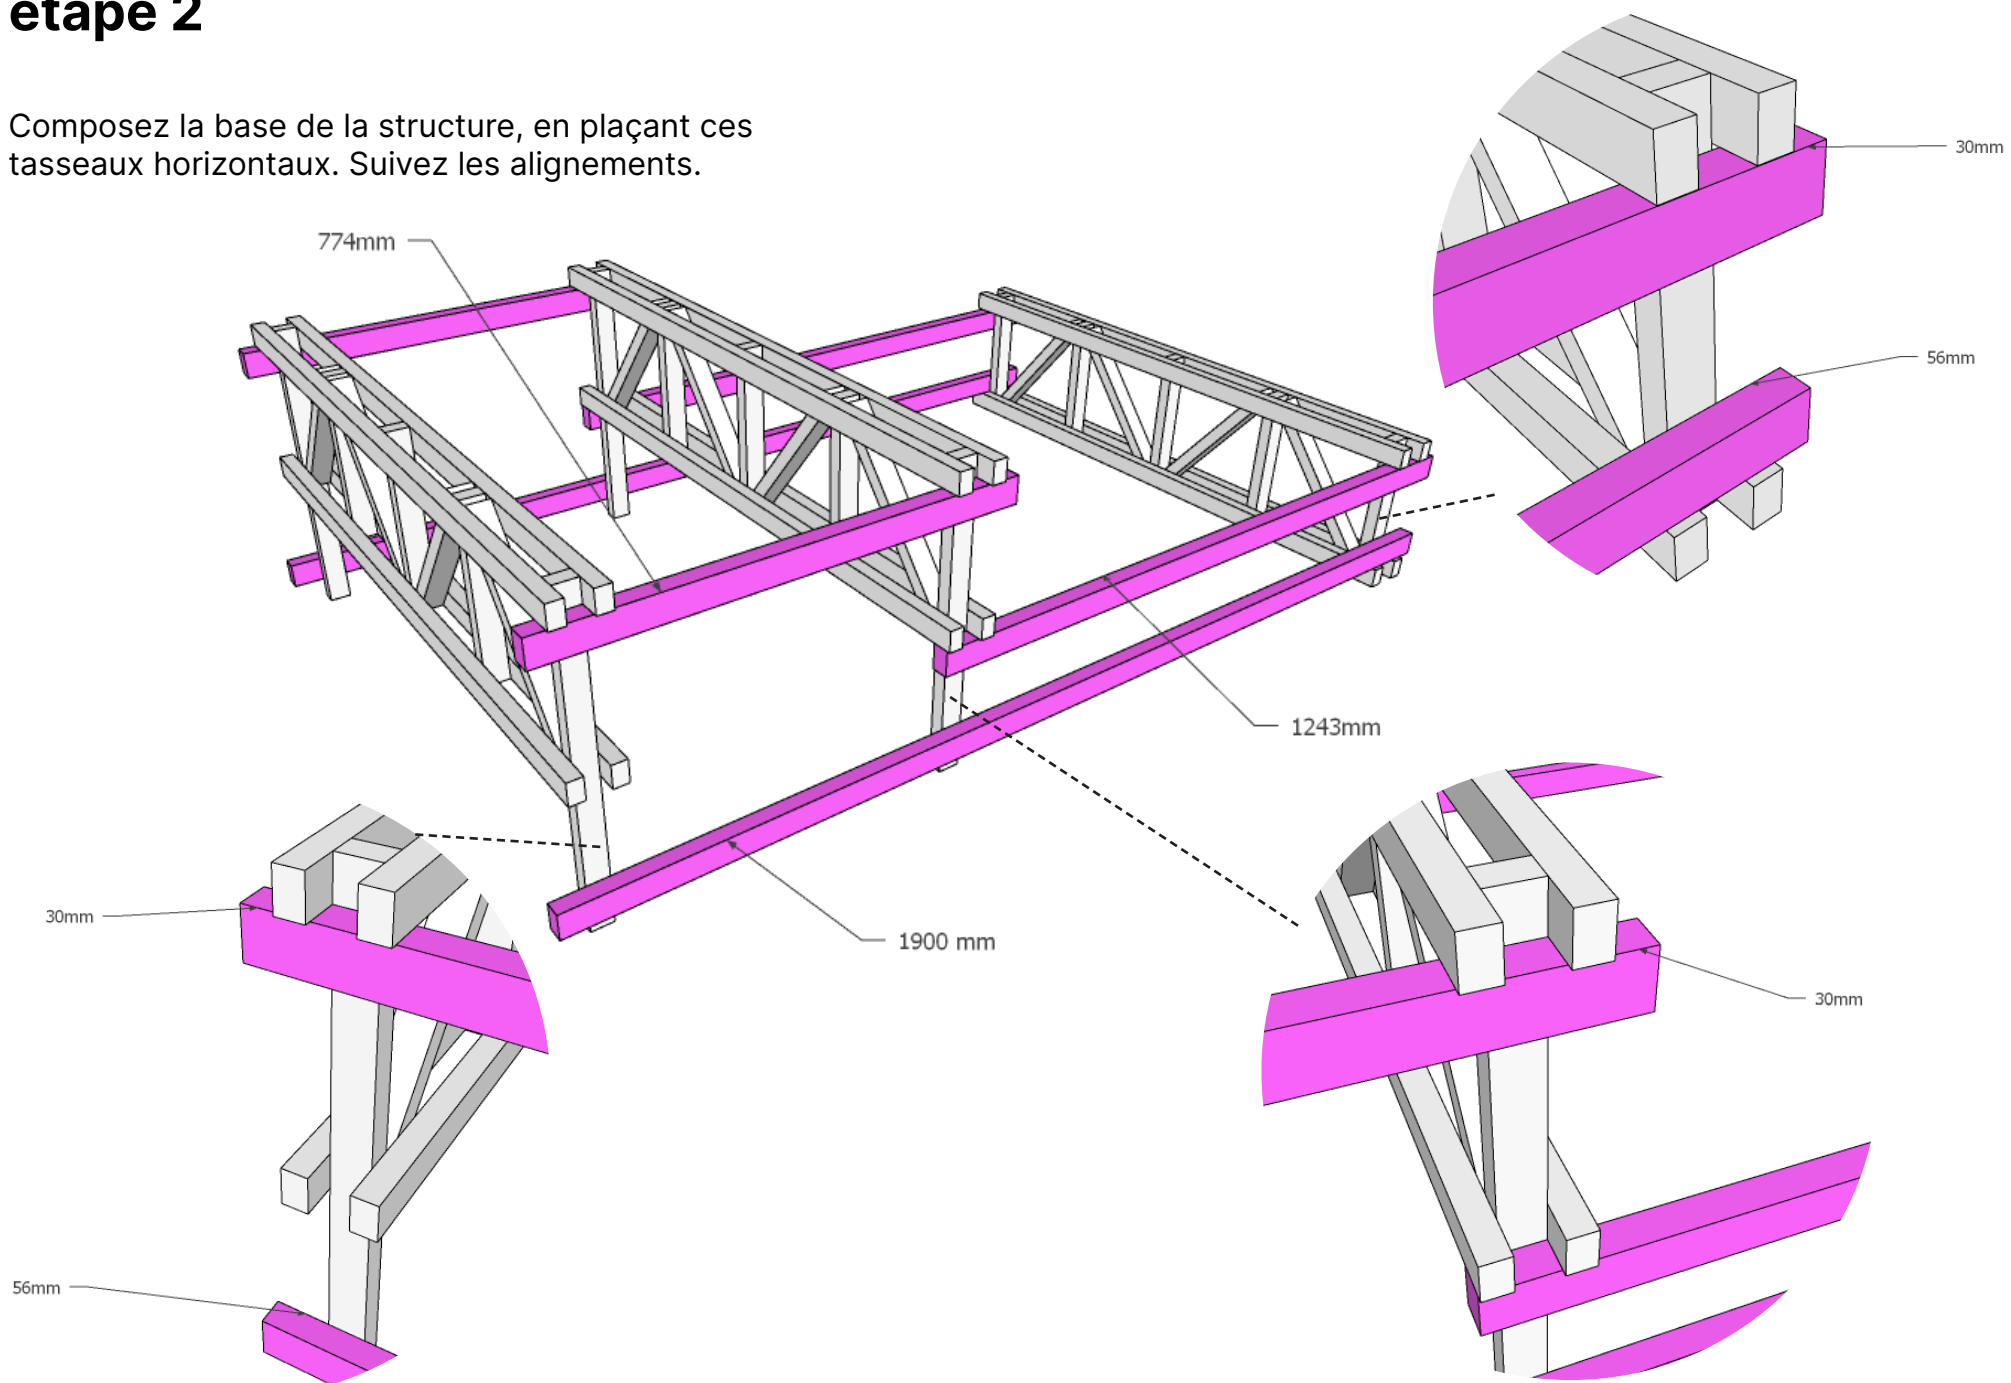 étape 2
Composez la base de la structure, en plaçant ces
tasseaux horizontaux. Suivez les alignements.
30mm
774mm
56mm
1243mm
30mm
1900 mm
30mm
56mm